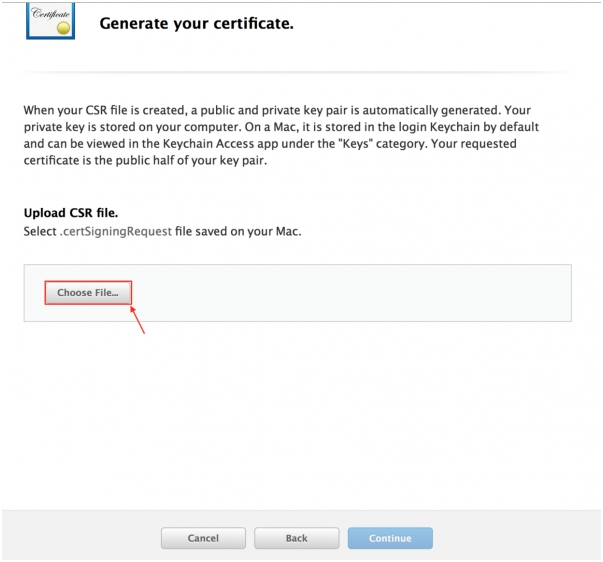 Certificate
Generate your certificate.
When your CSR file is created, a public and private key pair is automatically generated. Your
private key is stored on your computer. On a Mac, it is stored in the login Keychain by default
and can be viewed in the Keychain Access app under the "Keys" category. Your requested
certificate is the public half of your key pair.
Upload CSR file.
Select .certSigningRequest file saved on your Mac.
Choose File...
Cancel
Back
Continue